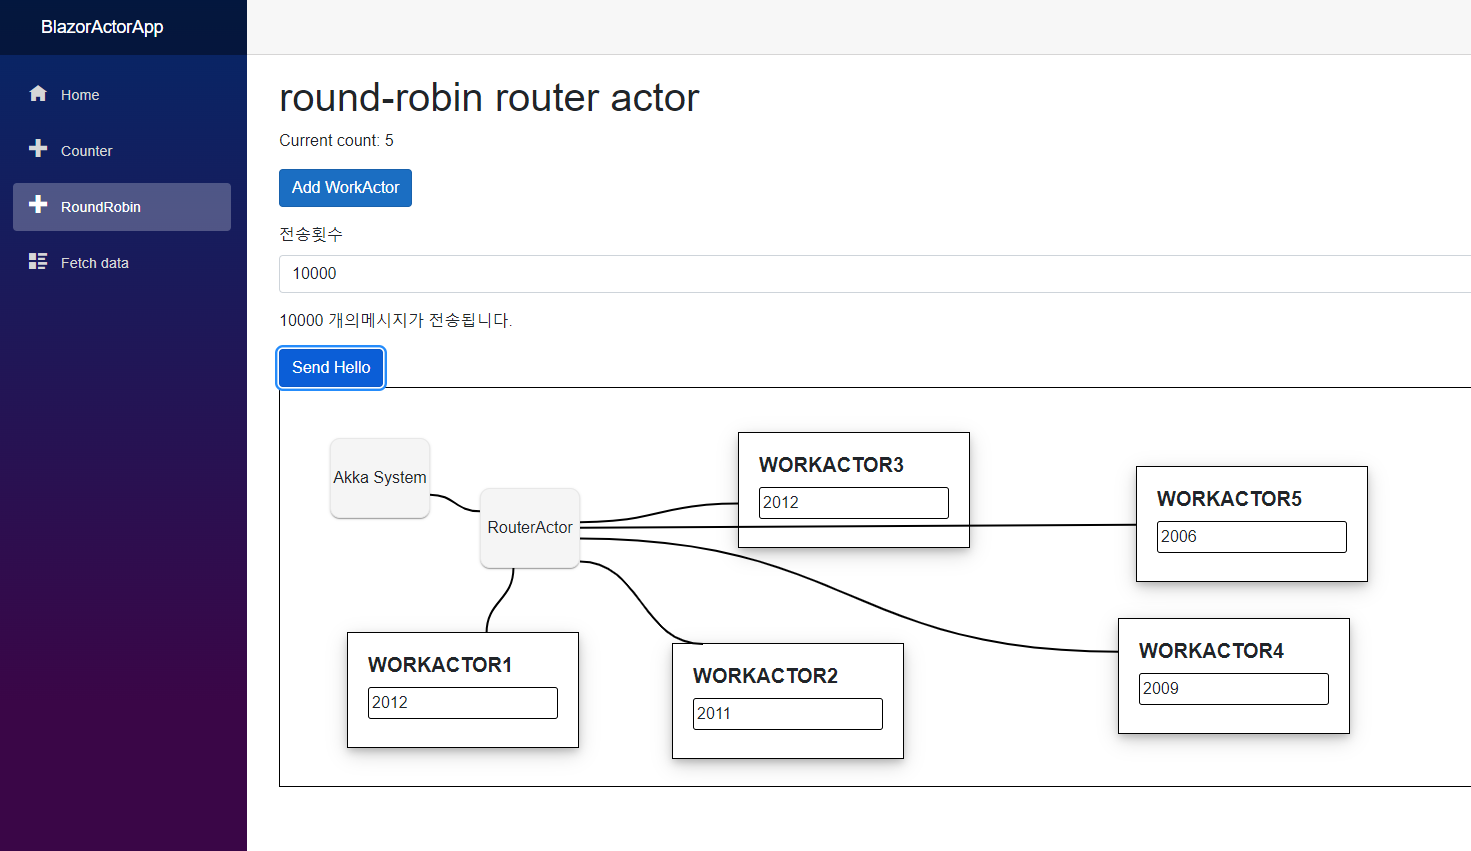 BlazorActorApp
Home
Counter
RoundRobin
Fetch data
round-robin router actor
Current count: 5
Add WorkActor
전송횟수
10000
10000 개의메시지가 전송됩니다.
Send Hello
Akka System
RouterActor
WORKACTOR3
2012
WORKACTOR5
2006
WORKACTOR1
2012
WORKACTOR2
2011
WORKACTOR4
2009